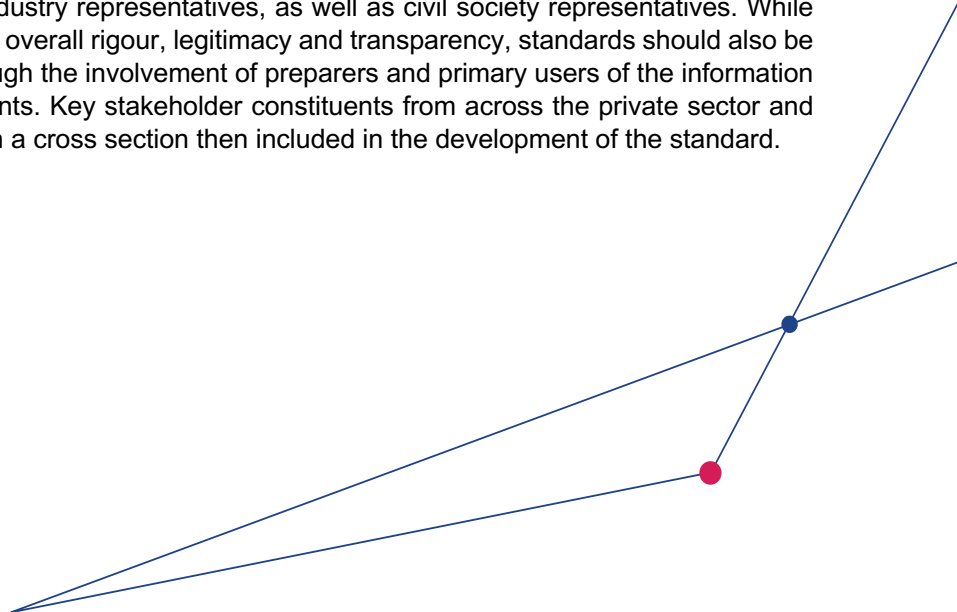 dustry representatives, as well as civil society representatives. While
overall rigour, legitimacy and transparency, standards should also be
ugh the involvement of preparers and primary users of the information
nts. Key stakeholder constituents from across the private sector and
a cross section then included in the development of the standard.